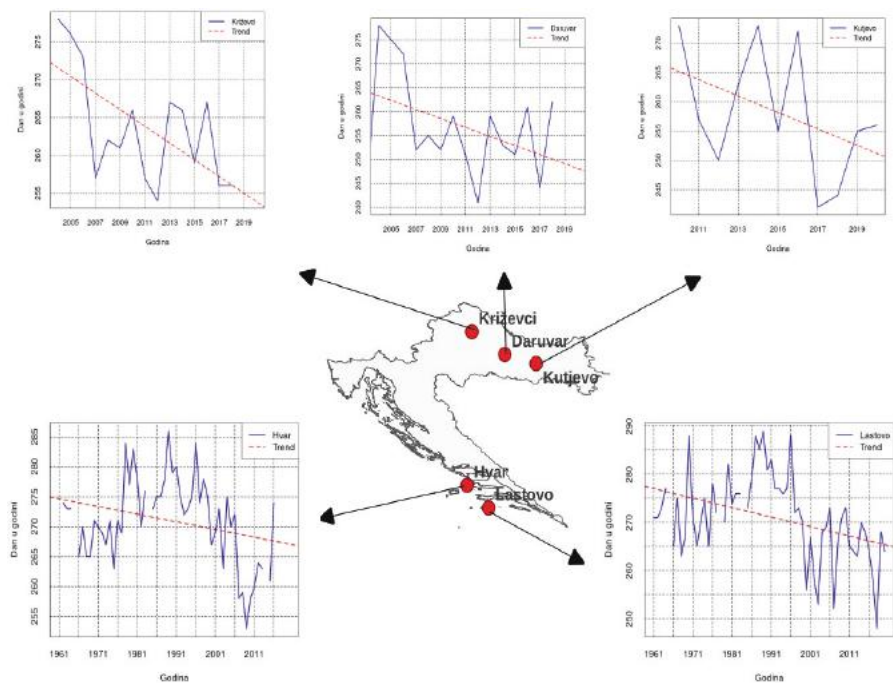 Križevci
Trend
275
270
265
260
255
Dan u godini
2005 2007 2009 2011 2013 2015 2017 2019
Godina
Daruvar
Trend
275
270
265
260
255
250
245
240
Dan u godini
2005 2007 2009 2011 2013 2015 2017 2019
Godina
Kutjevo
Trend
270
265
260
255
250
245
Dan u godini
2011 2013 2015 2017 2019
Godina
Križevci
Daruvar
Kutjevo
Hvar
Lastovo
Hvar
Trend
285
280
275
270
265
260
255
Dan u godini
1961 1971 1981 1991 2001 2011
Godina
Lastovo
Trend
290
280
270
260
250
Dan u godini
1961 1971 1981 1991 2001 2011
Godina